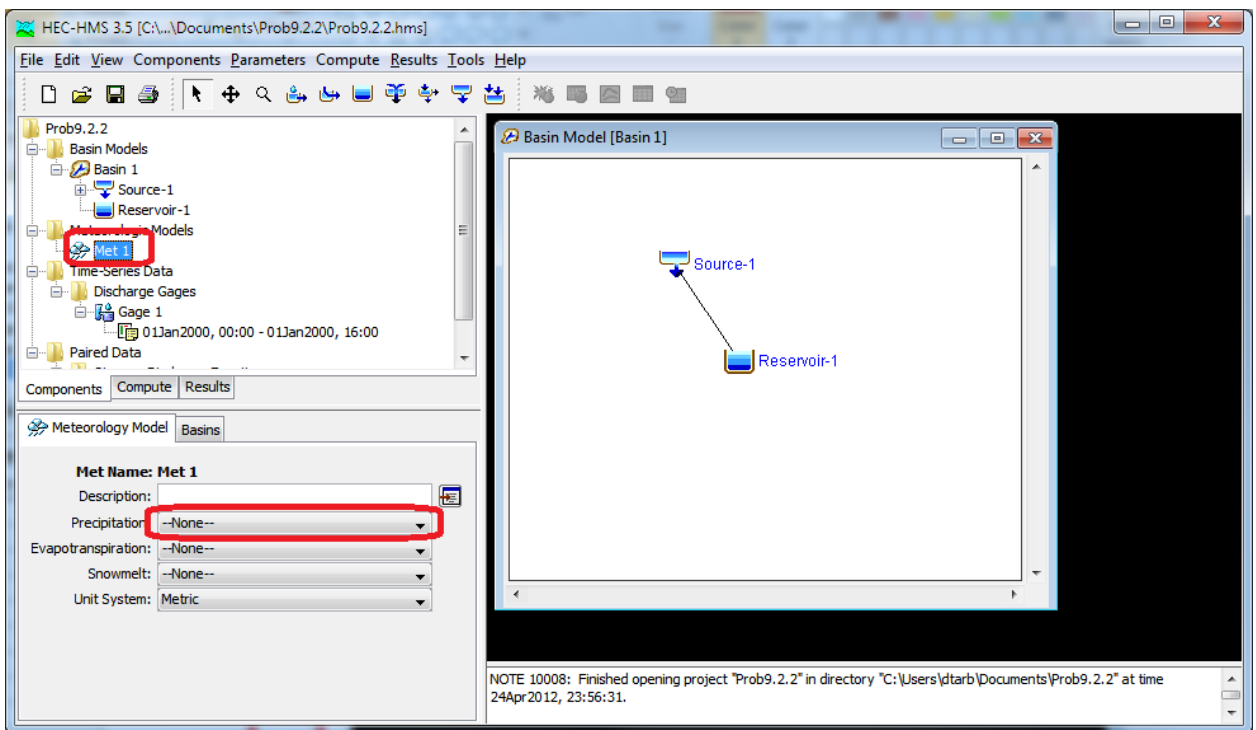 HEC-HMS 3.5 [C:\...\Documents\Prob9.2.2\Prob9.2.2.hms]
File Edit View Components Parameters Compute Results Tools Help
Prob9.2.2
Basin Models
Basin 1
Source-1
Reservoir-1
Meteorologic Models
Met 1
Time-Series Data
Discharge Gages
Gage 1
01Jan2000, 00:00 - 01Jan2000, 16:00
Paired Data
Components Compute Results
Meteorology Model Basins
Met Name: Met 1
Description:
Precipitation --None--
Evapotranspiration: --None--
Snowmelt: --None--
Unit System: Metric
Basin Model [Basin 1]
Source-1
Reservoir-1
NOTE 10008: Finished opening project "Prob9.2.2" in directory "C:\Users\dtarb\Documents\Prob9.2.2" at time
24Apr2012, 23:56:31.